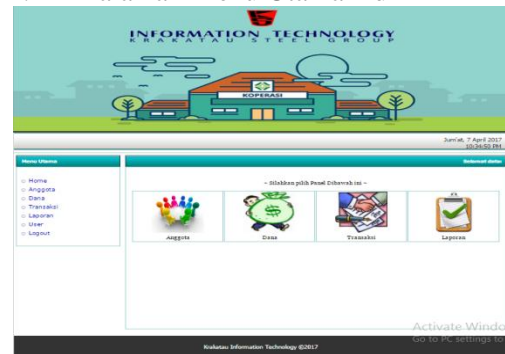 INFORMATION TECHNOLOGY
KRAKATAU STEEL GROUP
KOPERASI
Jum'at, 7 April 2017
10:34:50 PM
Menu Utama
Selamat data
Home
Anggota
Dana
Transaksi
Laporan
User
Logout
~ Silahkan pilih Panel Dibawah ini ~
Anggota Dana Transaksi Laporan
Activate Windo
Go to PC settings to
Krakatau Information Technology ©2017